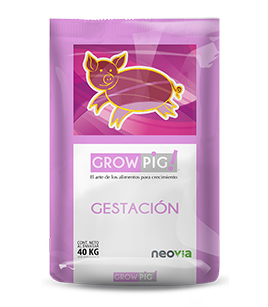 GROW PIG!
El arte de los alimentos para crecimiento
GESTACIÓN
CONT. NETO
AL ENVASAR
40 KG
neovia
GROW PIG!